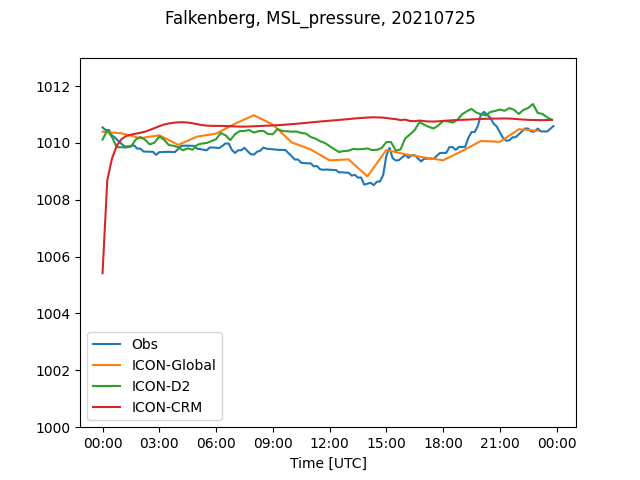 Falkenberg, MSL_pressure, 20210725
1012
1010
1008
1006
1004
1002
1000
Obs
ICON-Global
ICON-D2
ICON-CRM
00:00 03:00 06:00 09:00 12:00 15:00 18:00 21:00 00:00
Time [UTC]